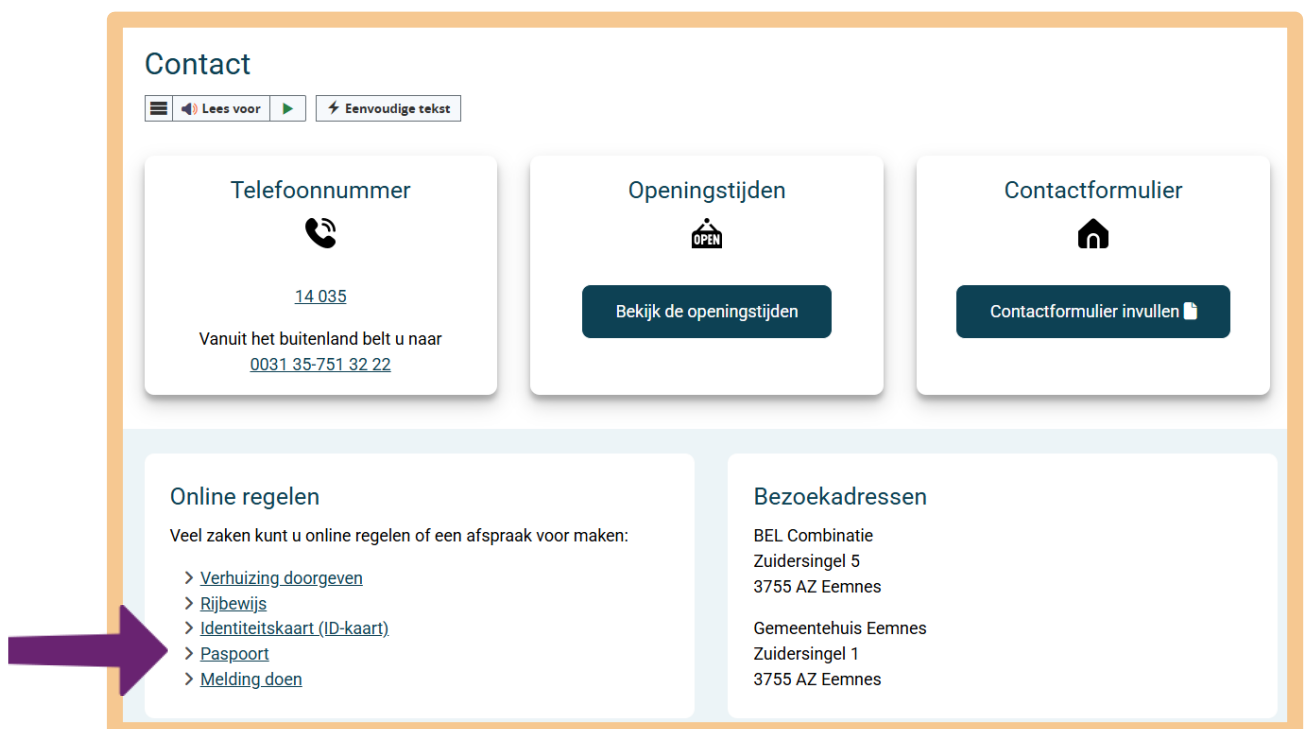 Contact
Lees voor
Eenvoudige tekst
Telefoonnummer
14 035
Vanuit het buitenland belt u naar
0031 35-751 32 22
Openingstijden
OPEN
Bekijk de openingstijden
Contactformulier
Contactformulier invullen
Online regelen
Veel zaken kunt u online regelen of een afspraak voor maken:
Verhuizing doorgeven
Rijbewijs
Identiteitskaart (ID-kaart)
Paspoort
Melding doen
Bezoekadressen
BEL Combinatie
Zuidersingel 5
3755 AZ Eemnes
Gemeentehuis Eemnes
Zuidersingel 1
3755 AZ Eemnes